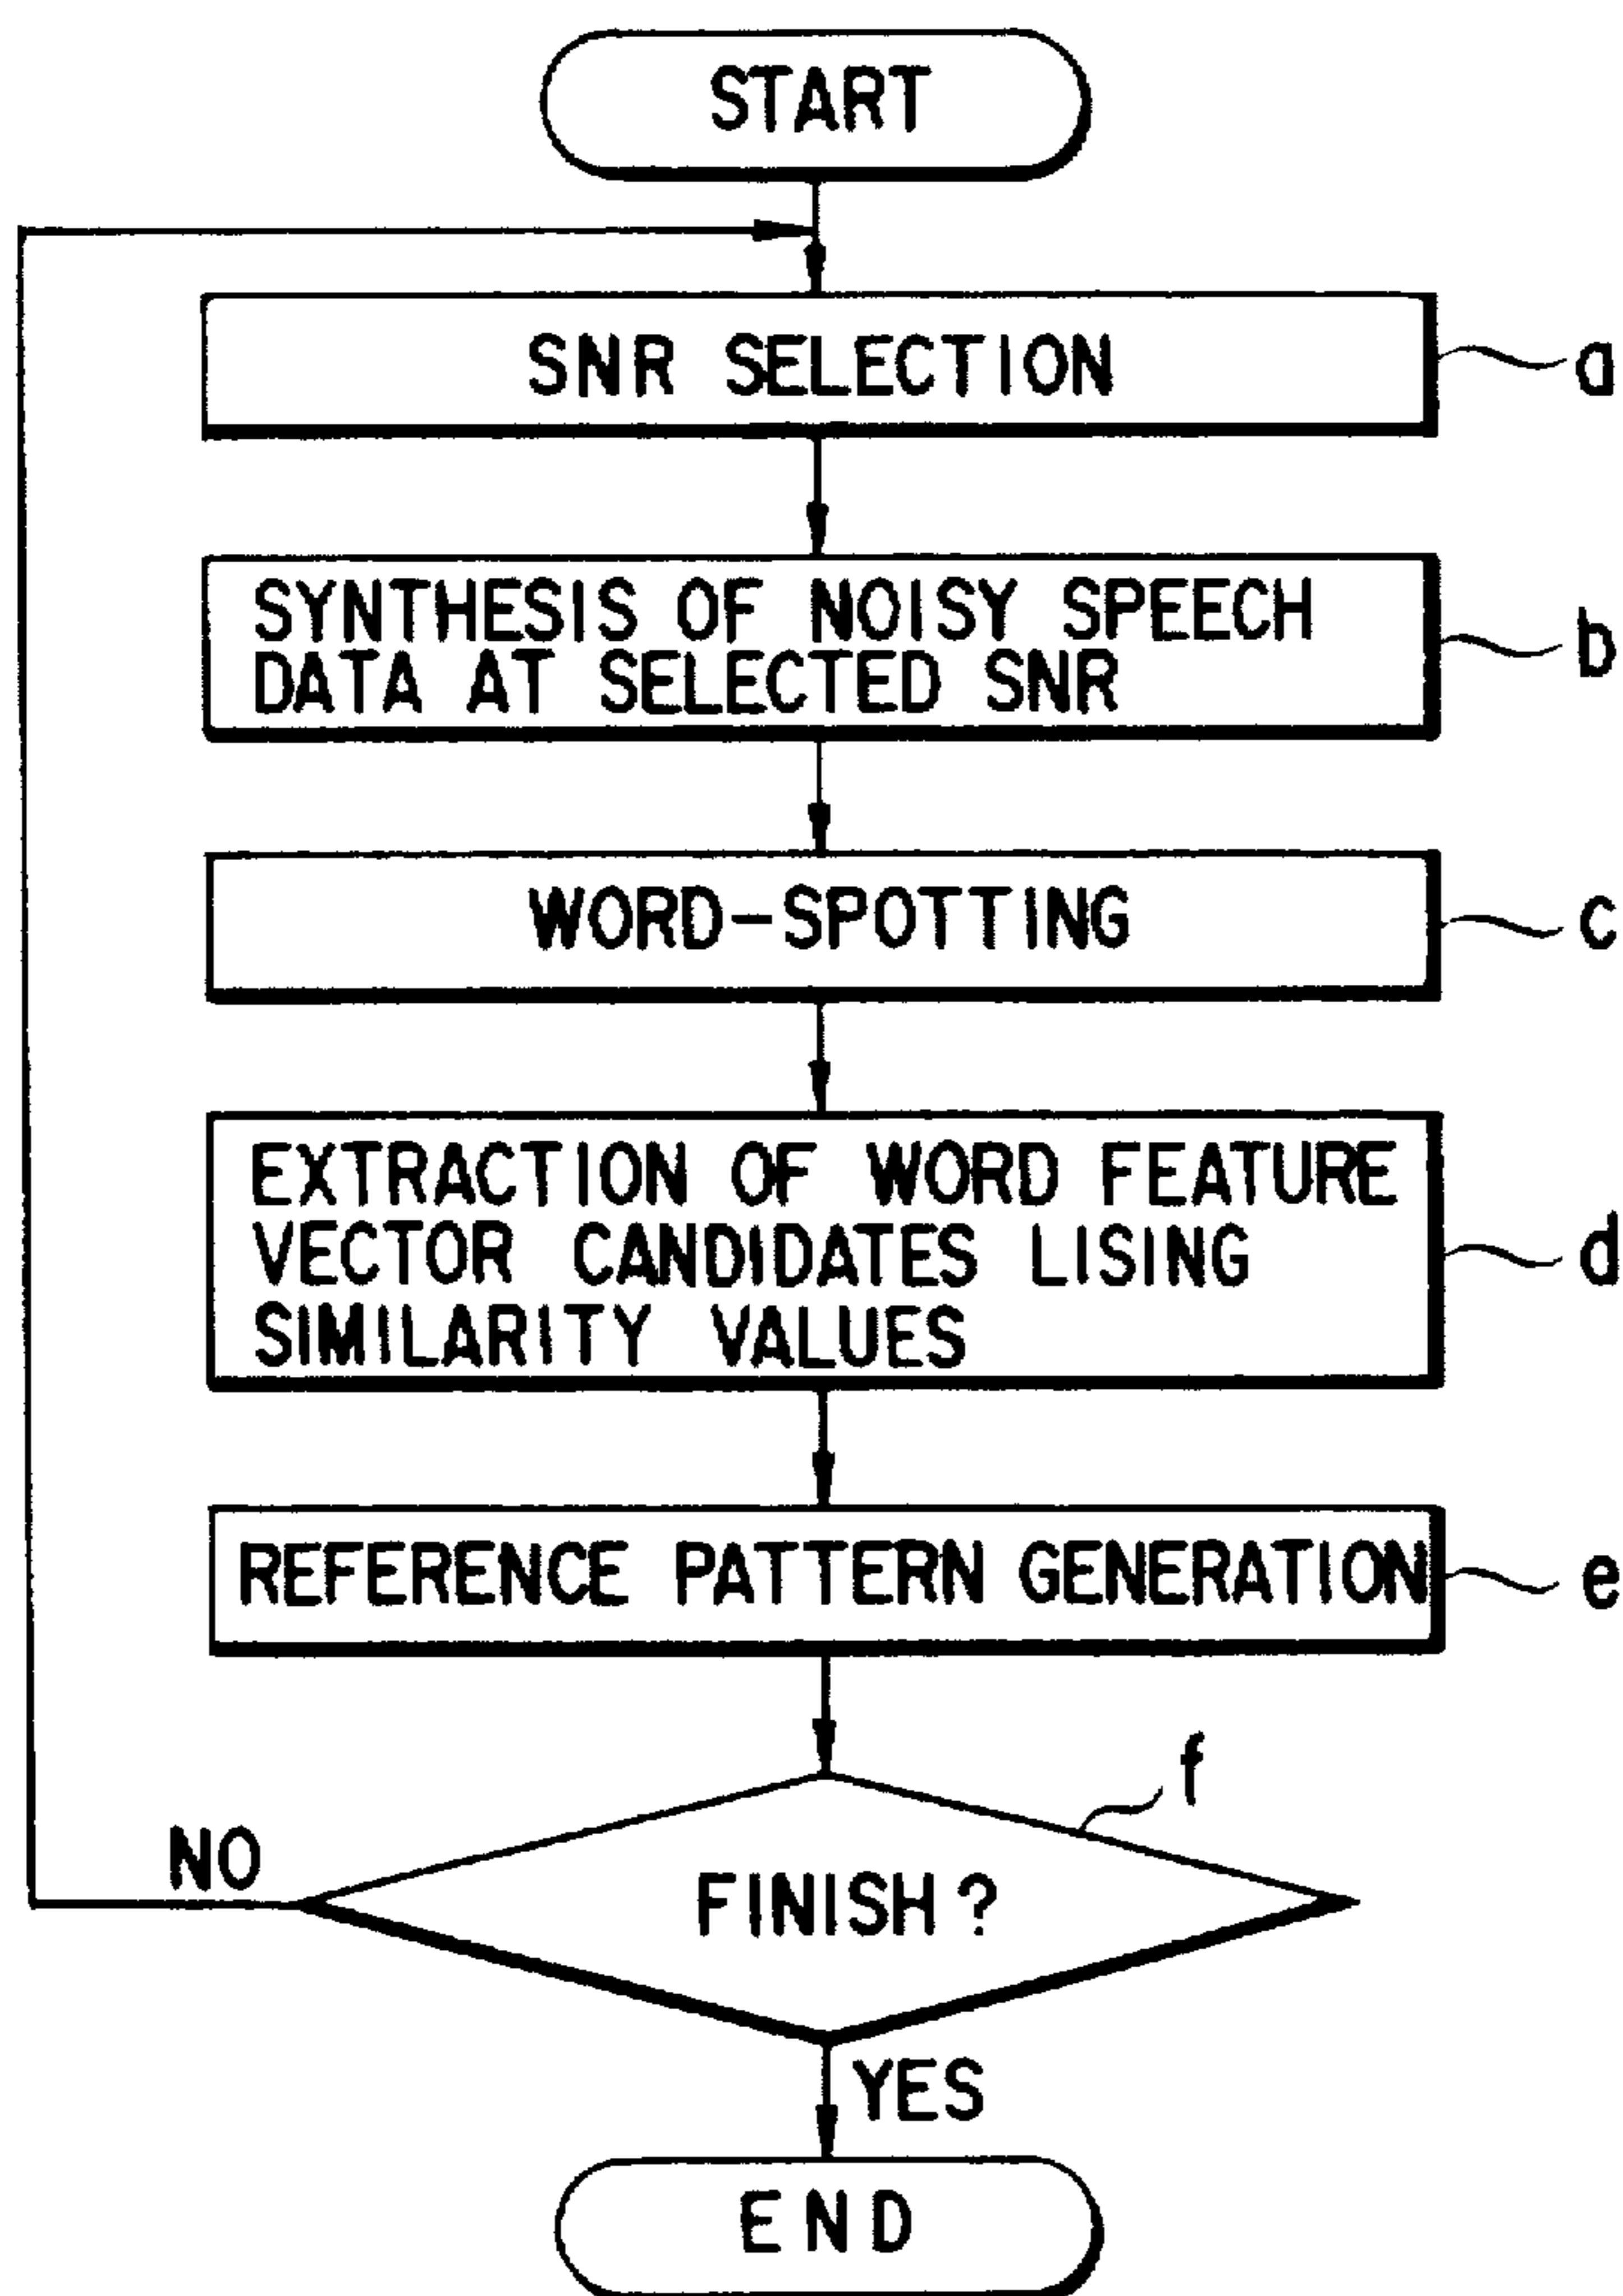 START
SNR SELECTION
a
SYNTHESIS OF NOISY SPEECH
DATA AT SELECTED SNR
b
WORD-SPOTTING
c
EXTRACTION OF WORD FEATURE
VECTOR CANDIDATES LISING
SIMILARITY VALUES
d
REFERENCE PATTERN GENERATION
e
f
NO
FINISH?
YES
END